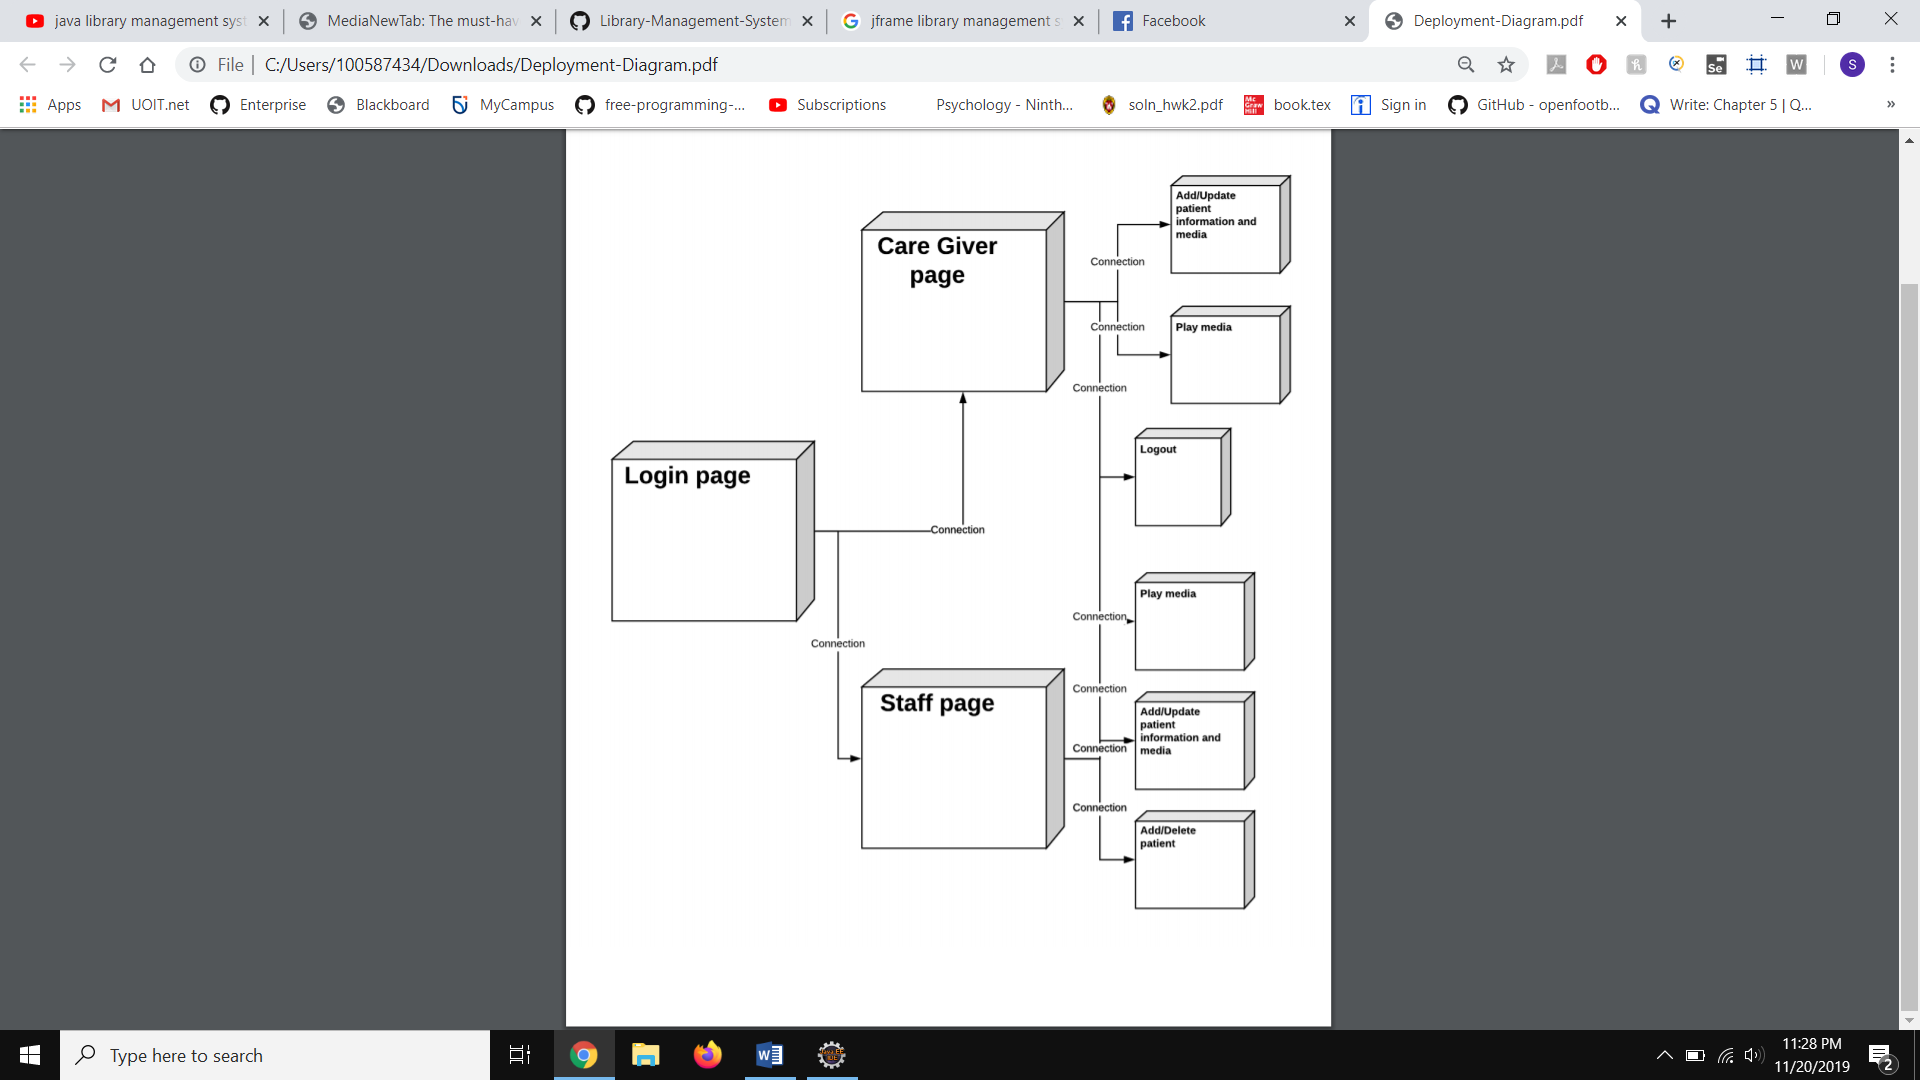 java library management syst
MediaNewTab: The must-hav
Library-Management-System
jframe library management s
Facebook
Deployment-Diagram.pdf
File
C:/Users/100587434/Downloads/Deployment-Diagram.pdf
S
Apps
UOIT.net
Enterprise
Blackboard
MyCampus
free-programming-...
Subscriptions
Psychology - Ninth...
soln_hwk2.pdf
book.tex
Sign in
GitHub - openfootb...
Write: Chapter 5 | Q...
»
Add/Update
patient
information and
media
Care Giver
page
Connection
Connection
Play media
Connection
Logout
Login page
Connection
Play media
Connection
Connection
Connection
Staff page
Add/Update
patient
information and
media
Connection
Connection
Add/Delete
patient
Type here to search
11:28 PM
11/20/2019
2